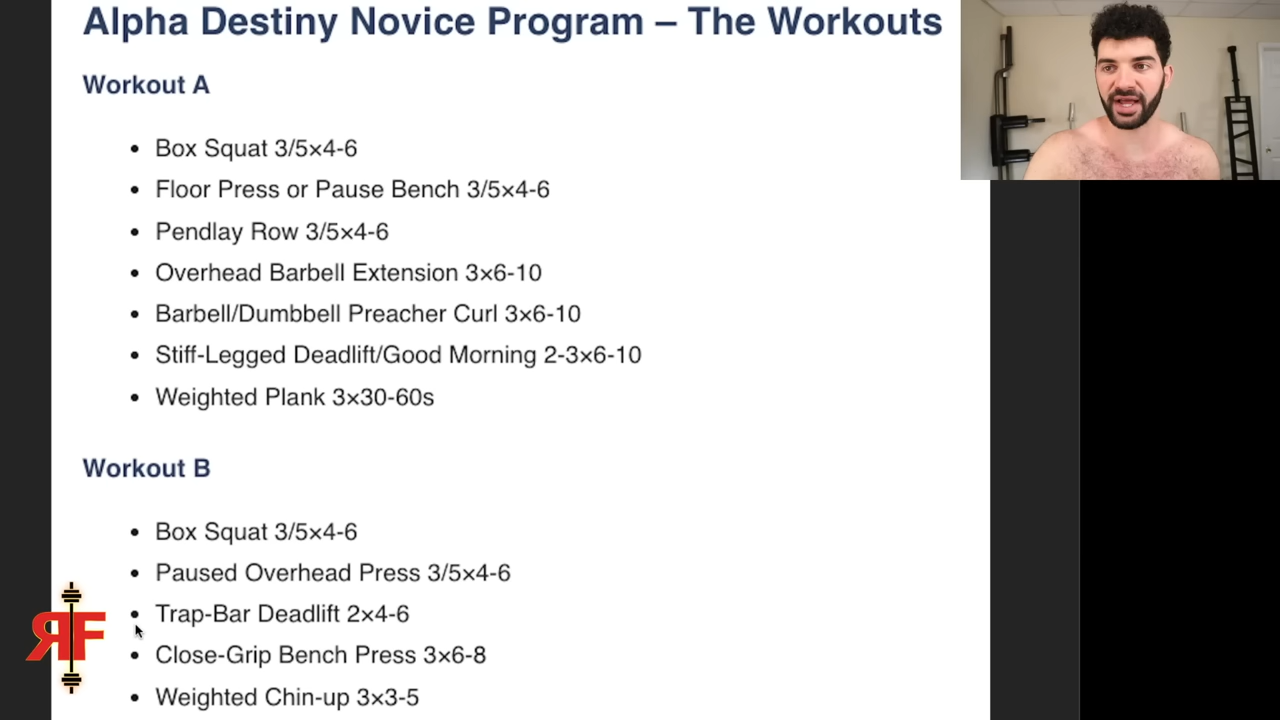 Alpha Destiny Novice Program – The Workouts
Workout A
• Box Squat 3/5×4-6
• Floor Press or Pause Bench 3/5×4-6
• Pendlay Row 3/5×4-6
• Overhead Barbell Extension 3×6-10
• Barbell/Dumbbell Preacher Curl 3×6-10
• Stiff-Legged Deadlift/Good Morning 2-3×6-10
• Weighted Plank 3×30-60s
Workout B
• Box Squat 3/5×4-6
• Paused Overhead Press 3/5×4-6
• Trap-Bar Deadlift 2×4-6
• Close-Grip Bench Press 3×6-8
• Weighted Chin-up 3×3-5
RF